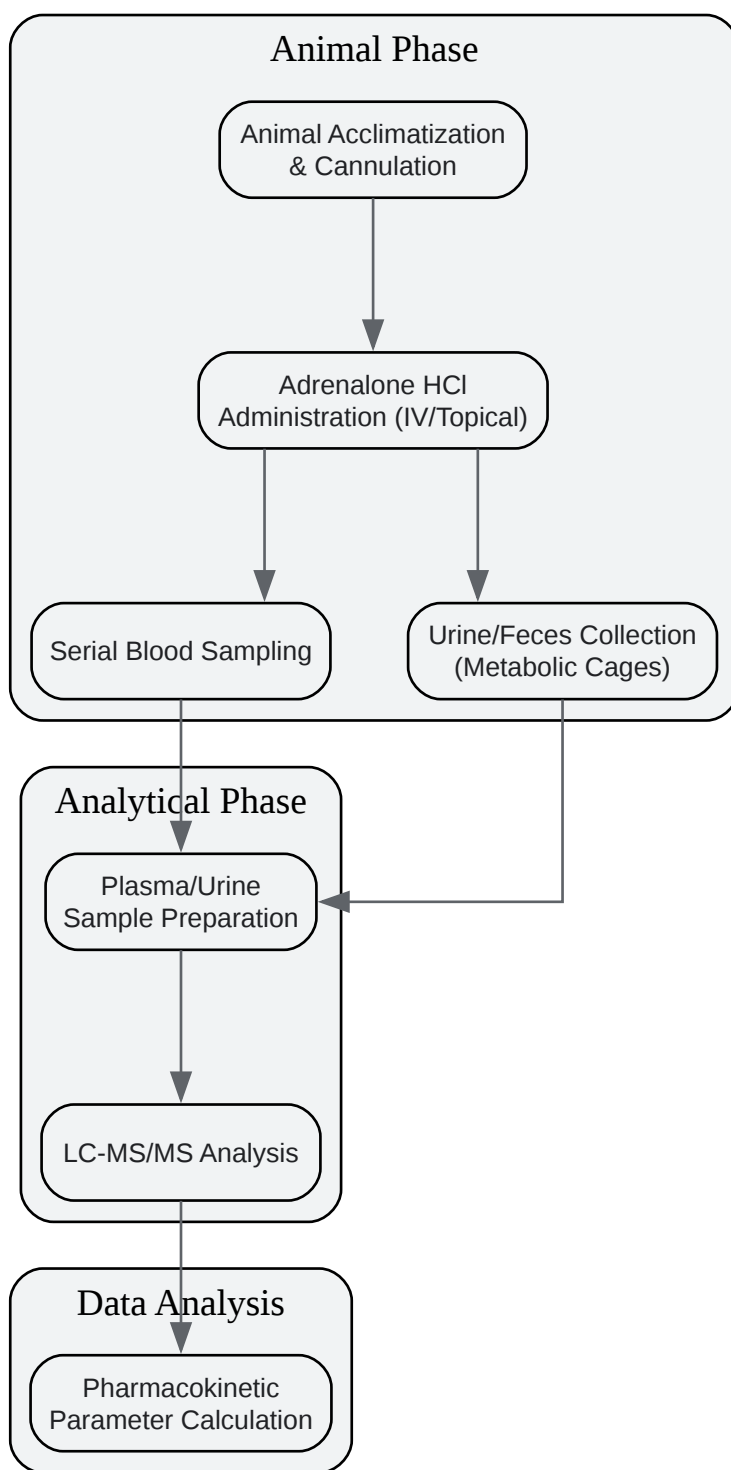 Animal Phase
Animal Acclimatization
& Cannulation
Adrenalone HCl
Administration (IV/Topical)
Serial Blood Sampling
Urine/Feces Collection
(Metabolic Cages)
Analytical Phase
Plasma/Urine
Sample Preparation
LC-MS/MS Analysis
Data Analysis
Pharmacokinetic
Parameter Calculation